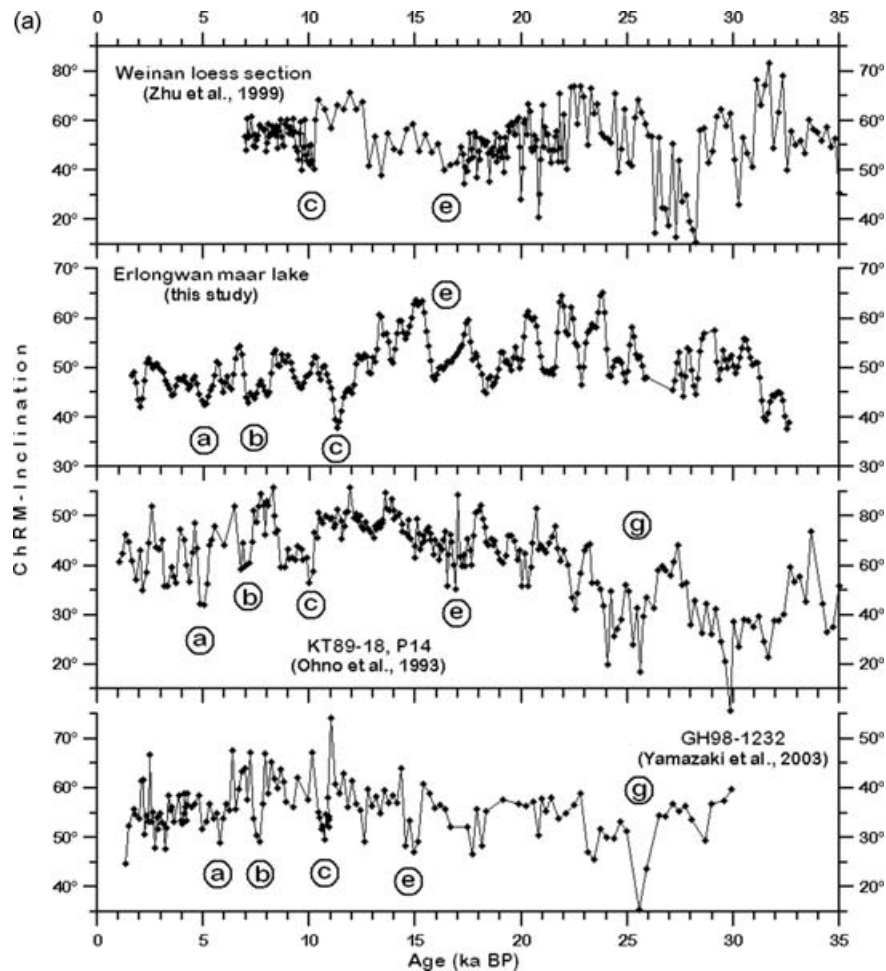 (a)
0 5 10 15 20 25 30 35
80° 70°
Weinan loess section
(Zhu et al., 1999)
60° 60°
40° 40°
c e
20° 20°
70° 70°
Erlongwan maar lake
(this study)
e
60° 60°
50° 50°
40° 40°
a b c
30° 30°
ChRM-Inclination
50° 50°
g
40° 40°
b c e
30° 30°
a
KT89-18, P14
(Ohno et al., 1993)
20° 20°
70° 50°
GH98-1232
(Yamazaki et al., 2003)
g
60° 40°
50° 30°
a b c e
40° 20°
0 5 10 15 20 25 30 35
Age (ka BP)